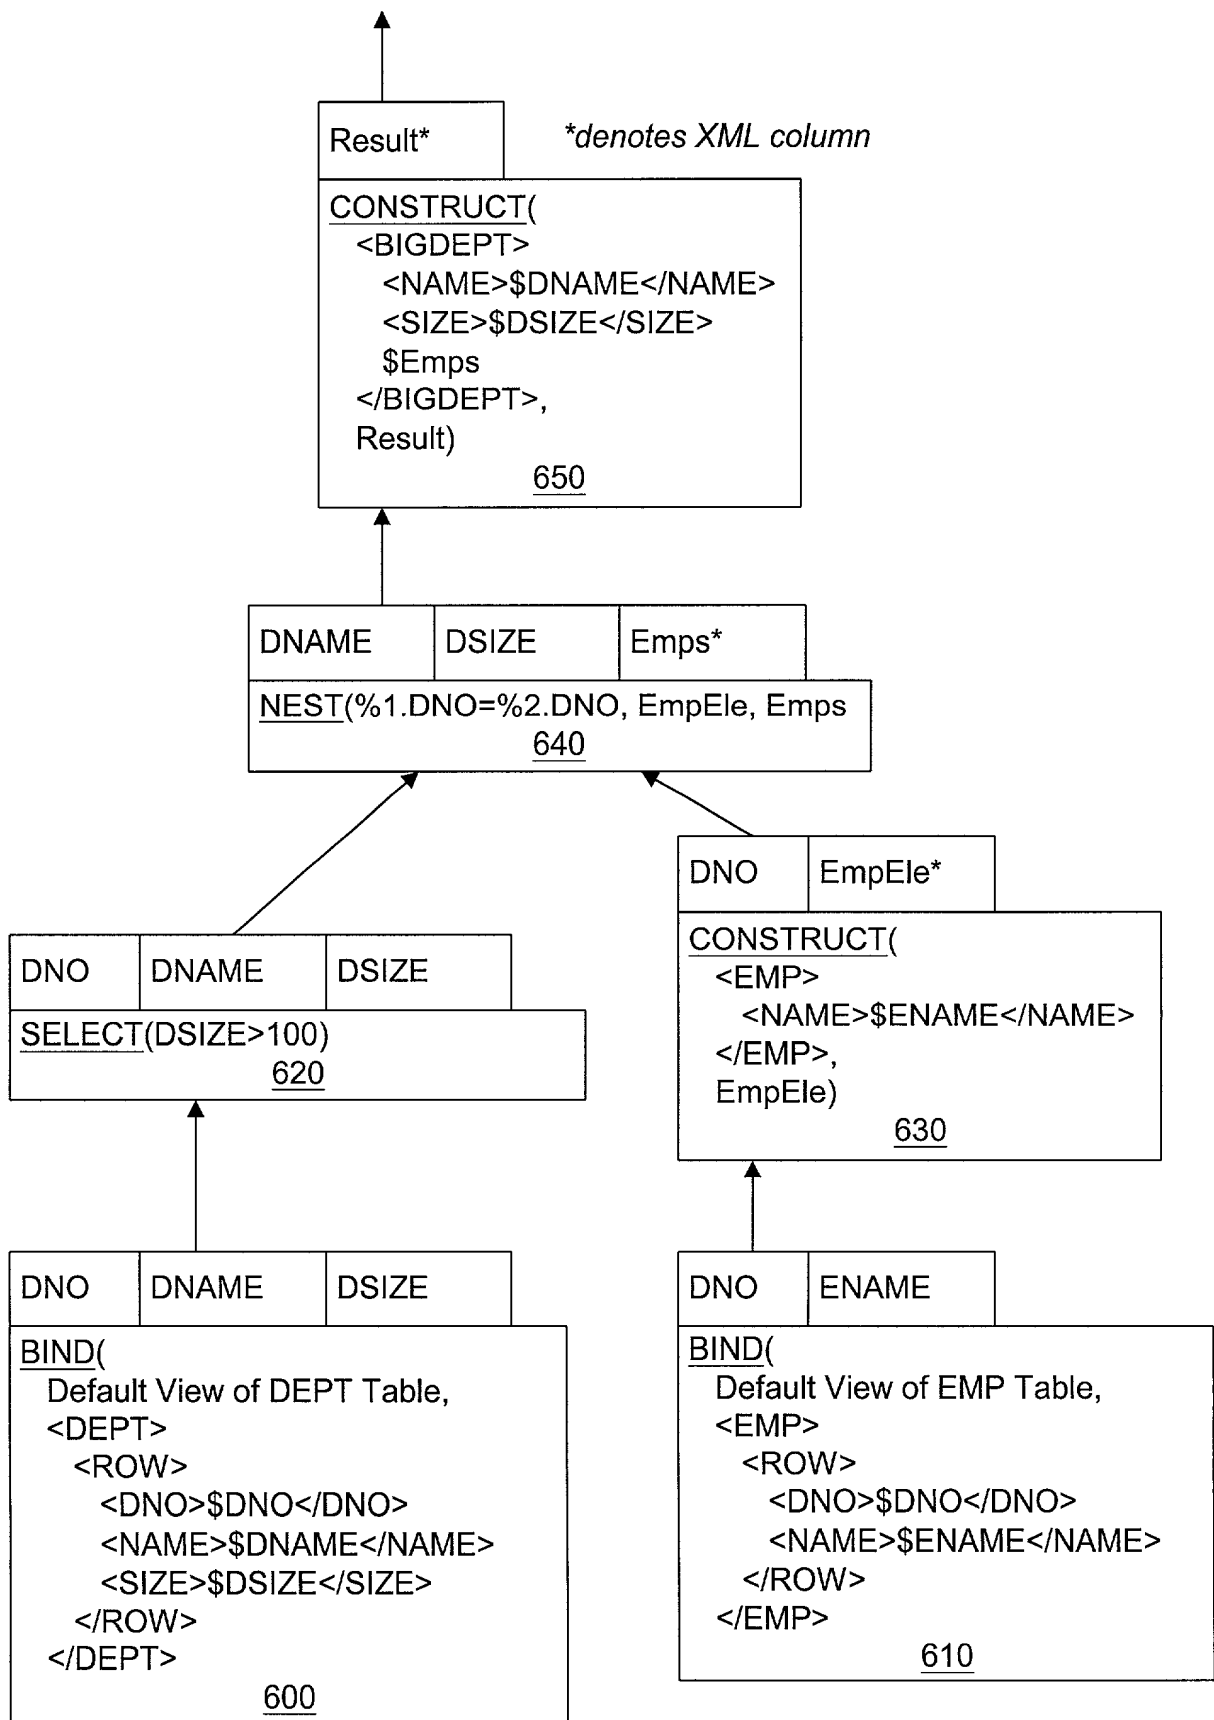 Result*
*denotes XML column
CONSTRUCT(
<BIGDEPT>
<NAME>$DNAME</NAME>
<SIZE>$DSIZE</SIZE>
$Emps
</BIGDEPT>,
Result)
650
DNAME DSIZE Emps*
NEST(%1.DNO=%2.DNO, EmpEle, Emps
640
DNO EmpEle*
CONSTRUCT(
<EMP>
<NAME>$ENAME</NAME>
</EMP>,
EmpEle)
630
DNO DNAME DSIZE
SELECT(DSIZE>100)
620
DNO DNAME DSIZE
BIND(
Default View of DEPT Table,
<DEPT>
<ROW>
<DNO>$DNO</DNO>
<NAME>$DNAME</NAME>
<SIZE>$DSIZE</SIZE>
</ROW>
</DEPT>
600
DNO ENAME
BIND(
Default View of EMP Table,
<EMP>
<ROW>
<DNO>$DNO</DNO>
<NAME>$ENAME</NAME>
</ROW>
</EMP>
610